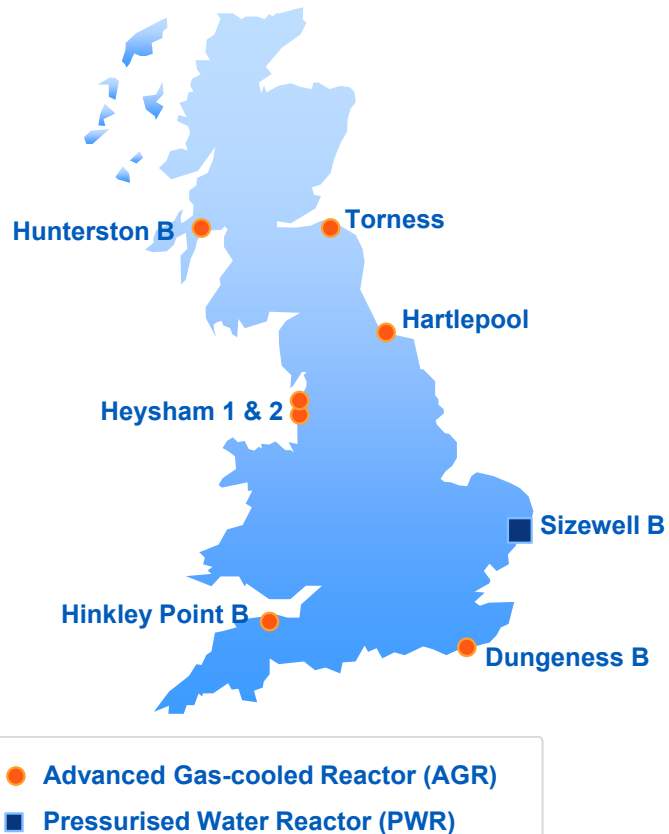 Torness
Hunterston B
Hartlepool
Heysham 1 & 2
Sizewell B
Hinkley Point B
Dungeness B
Advanced Gas-cooled Reactor (AGR)
Pressurised Water Reactor (PWR)